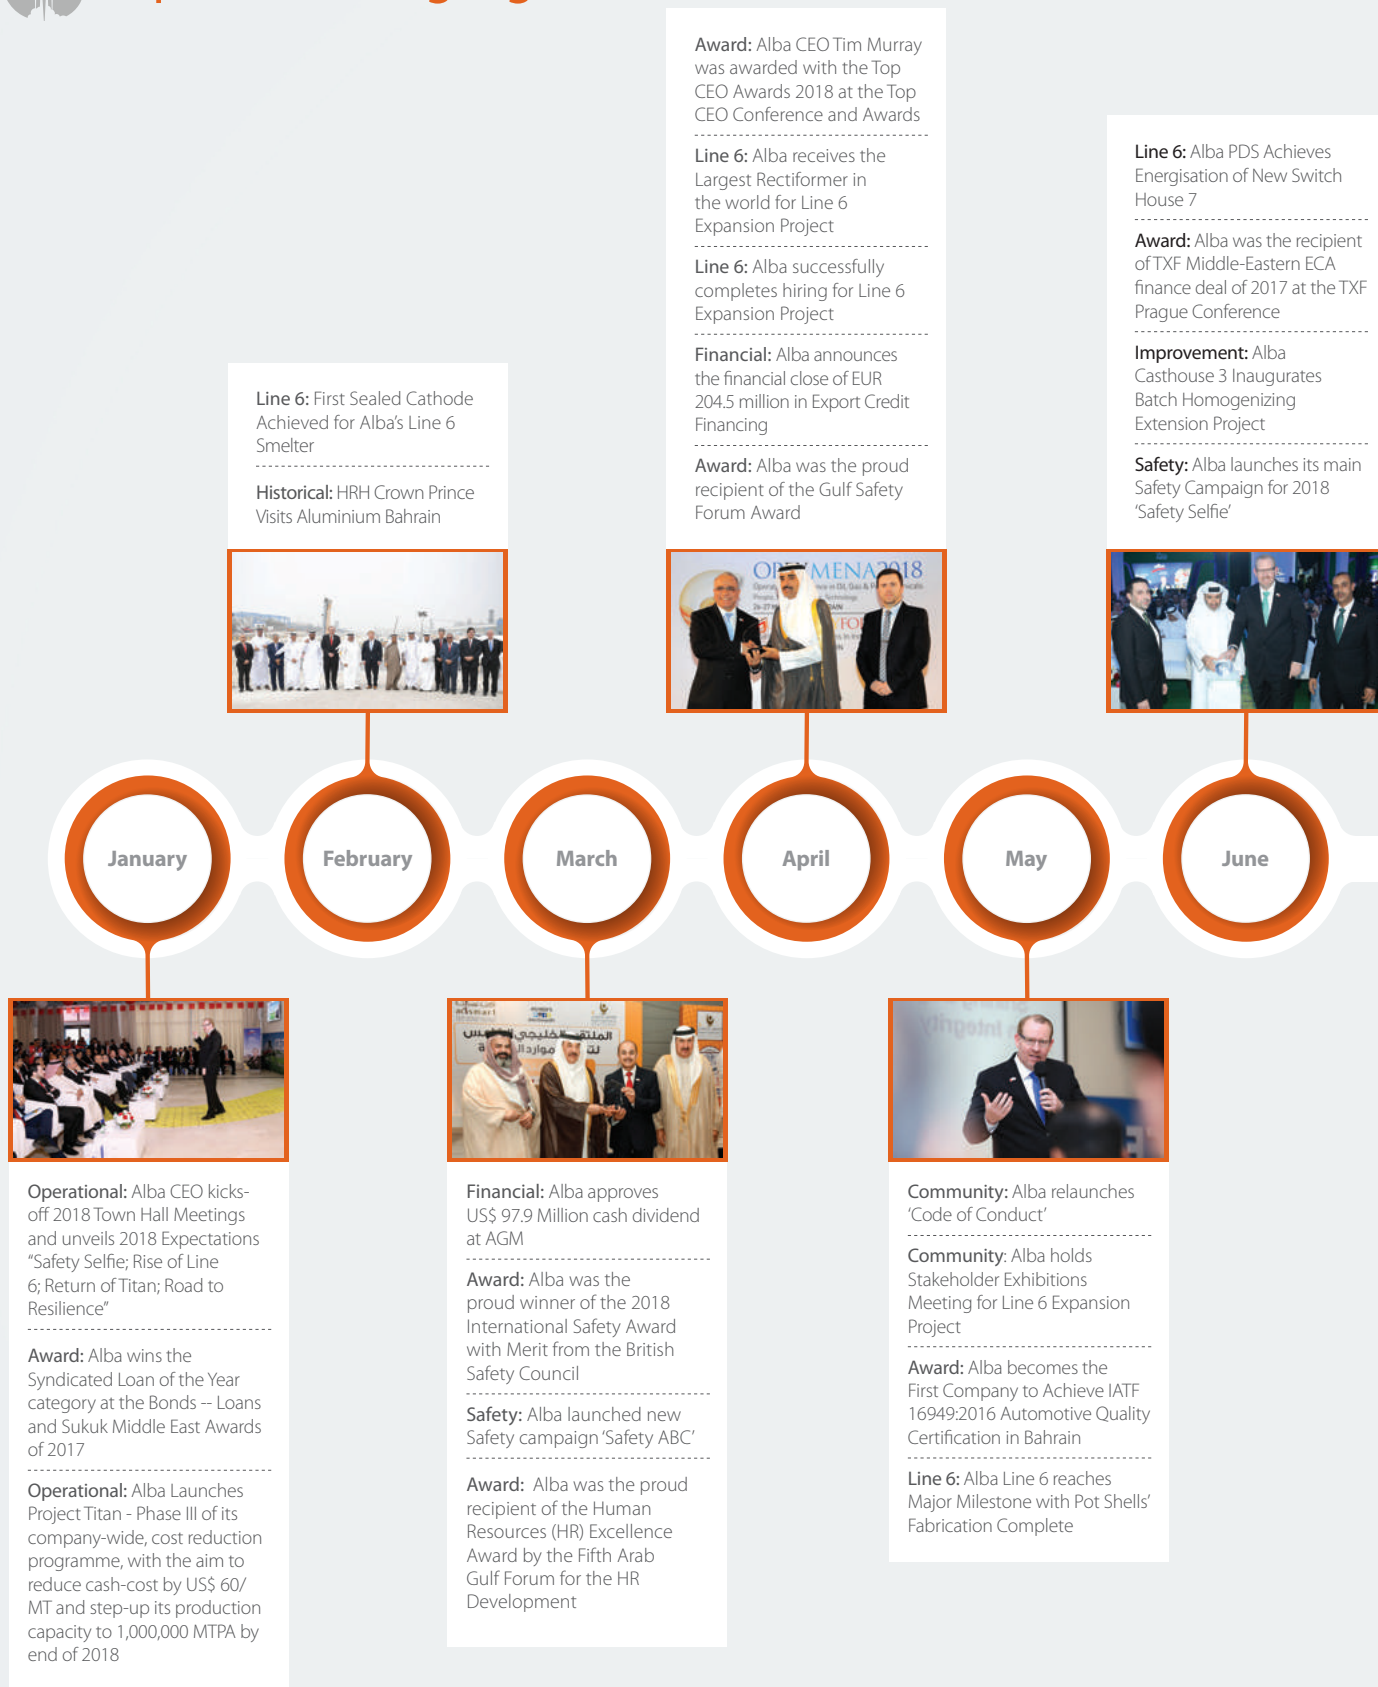 Award: Alba CEO Tim Murray
was awarded with the Top
CEO Awards 2018 at the Top
CEO Conference and Awards
Line 6: Alba receives the
Largest Rectiformer in
the world for Line 6
Expansion Project
Line 6: Alba successfully
completes hiring for Line 6
Expansion Project
Financial: Alba announces
the financial close of EUR
204.5 million in Export Credit
Financing
Award: Alba was the proud
recipient of the Gulf Safety
Forum Award
Line 6: Alba PDS Achieves
Energisation of New Switch
House 7
Award: Alba was the recipient
of TXF Middle-Eastern ECA
finance deal of 2017 at the TXF
Prague Conference
Improvement: Alba
Casthouse 3 Inaugurates
Batch Homogenizing
Extension Project
Safety: Alba launches its main
Safety Campaign for 2018
‘Safety Selfie’
Line 6: First Sealed Cathode
Achieved for Alba’s Line 6
Smelter
Historical: HRH Crown Prince
Visits Aluminium Bahrain
MENA2018
January
February
March
April
May
June
الملتقى الخليجي
Operational: Alba CEO kicks-
off 2018 Town Hall Meetings
and unveils 2018 Expectations
“Safety Selfie; Rise of Line
6; Return of Titan; Road to
Resilience”
Award: Alba wins the
Syndicated Loan of the Year
category at the Bonds -- Loans
and Sukuk Middle East Awards
of 2017
Operational: Alba Launches
Project Titan - Phase III of its
company-wide, cost reduction
programme, with the aim to
reduce cash-cost by US$ 60/
MT and step-up its production
capacity to 1,000,000 MTPA by
end of 2018
Financial: Alba approves
US$ 97.9 Million cash dividend
at AGM
Award: Alba was the
proud winner of the 2018
International Safety Award
with Merit from the British
Safety Council
Safety: Alba launched new
Safety campaign ‘Safety ABC’
Award: Alba was the proud
recipient of the Human
Resources (HR) Excellence
Award by the Fifth Arab
Gulf Forum for the HR
Development
Community: Alba relaunches
‘Code of Conduct’
Community: Alba holds
Stakeholder Exhibitions
Meeting for Line 6 Expansion
Project
Award: Alba becomes the
First Company to Achieve IATF
16949:2016 Automotive Quality
Certification in Bahrain
Line 6: Alba Line 6 reaches
Major Milestone with Pot Shells’
Fabrication Complete